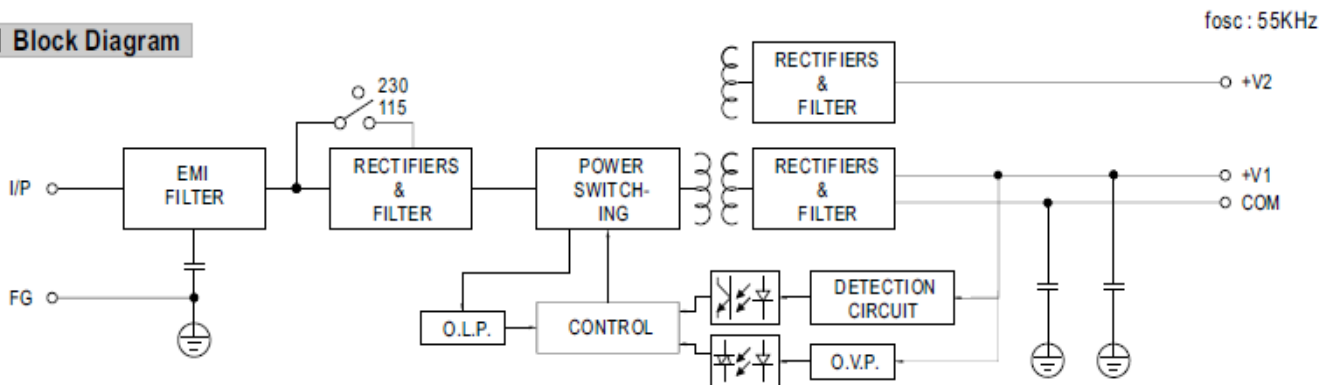 fosc : 55KHz
Block Diagram
RECTIFIERS
&
FILTER
+V2
230
115
I/P
EMI
FILTER
RECTIFIERS
&
FILTER
POWER
SWITCH-
ING
RECTIFIERS
&
FILTER
+V1
COM
FG
O.L.P.
CONTROL
DETECTION
CIRCUIT
O.V.P.